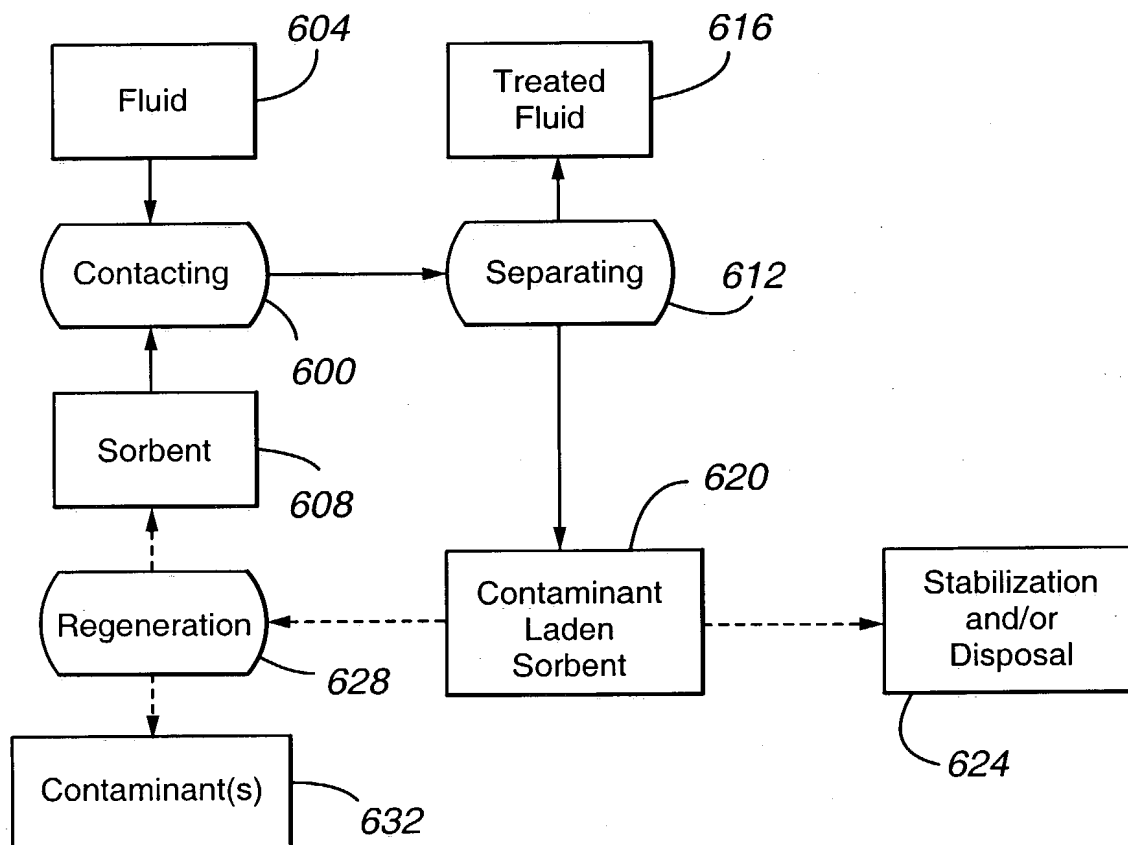 604
Fluid
616
Treated
Fluid
Contacting
600
Separating
612
Sorbent
608
620
Contaminant
Laden
Sorbent
Regeneration
628
Stabilization
and/or
Disposal
624
Contaminant(s)
632